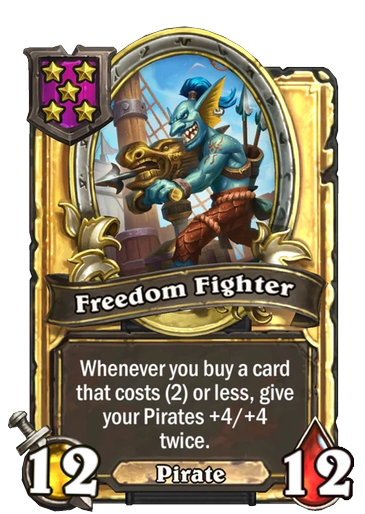 Freedom Fighter
Whenever you buy a card
that costs (2) or less, give
your Pirates +4/+4
twice.
12
Pirate
12